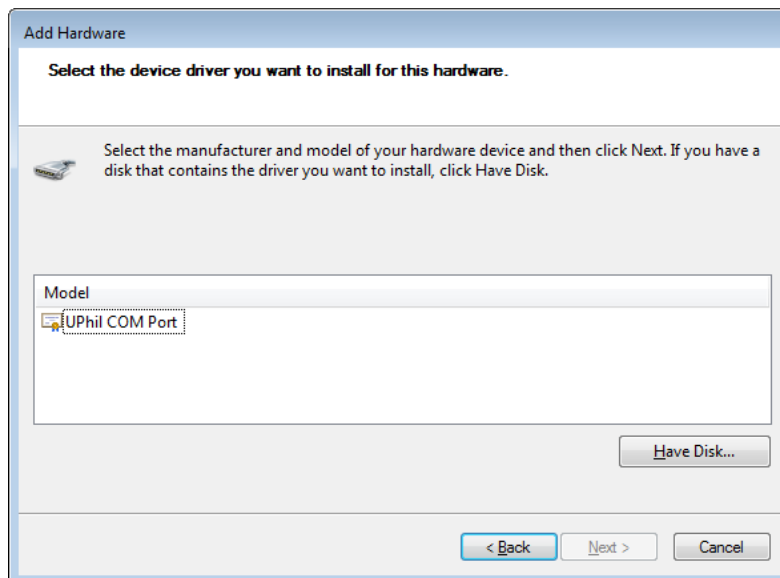 Add Hardware
Select the device driver you want to install for this hardware.
Select the manufacturer and model of your hardware device and then click Next. If you have a
disk that contains the driver you want to install, click Have Disk.
Model
UPhil COM Port
Have Disk...
< Back Next > Cancel